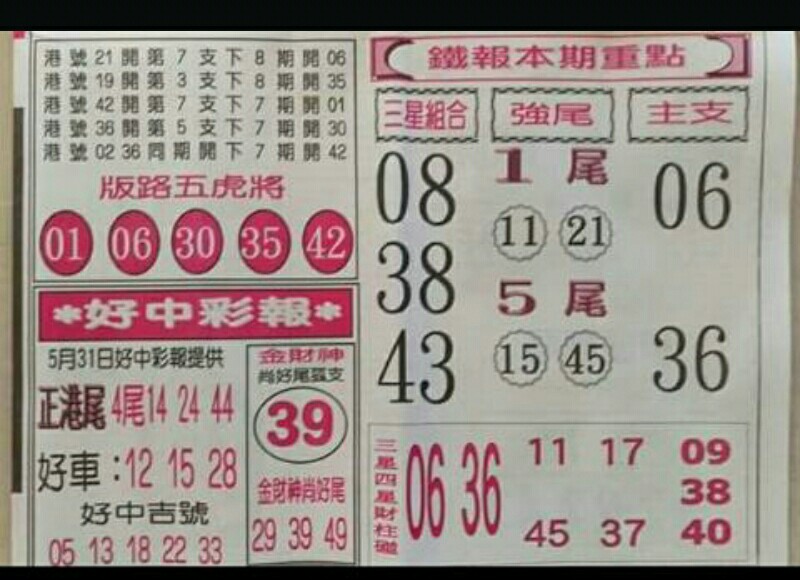 港號21開第7支下8期開06
港號19開第3支下8期開35
港號42開第7支下7期開01
港號36開第5支下7期開30
港號02 36同期開下7期開42
版路五虎將
01 06 30 35 42
*好中彩報*
5月31日好中彩報提供
正港尾 4尾14 24 44
好車:12 15 28
好中吉號
05 13 18 22 33
金財神
尚好尾孤支
39
金財神尚好尾
29 39 49
鐵報本期重點
三星組合
08
38
43
強尾
1 尾
11 21
5 尾
15 45
主支
06
36
三星四星財柱碰
06 36
11 17 09
38
45 37 40